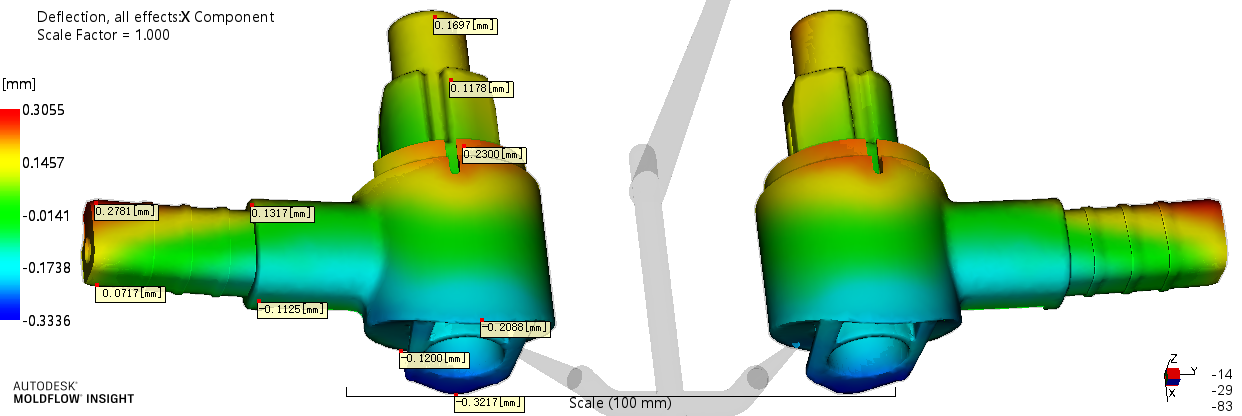 Deflection, all effects:X Component
Scale Factor = 1.000
[mm]
0.3055
0.1457
-0.0141
-0.1738
-0.3336
0.1697[mm]
0.1178[mm]
0.2300[mm]
0.2781[mm]
0.1317[mm]
0.0717[mm]
-0.1125[mm]
-0.2088[mm]
-0.1200[mm]
-0.3217[mm]
Scale (100 mm)
AUTODESK®
MOLDFLOW® INSIGHT
Z
Y
X
-14
-29
-83